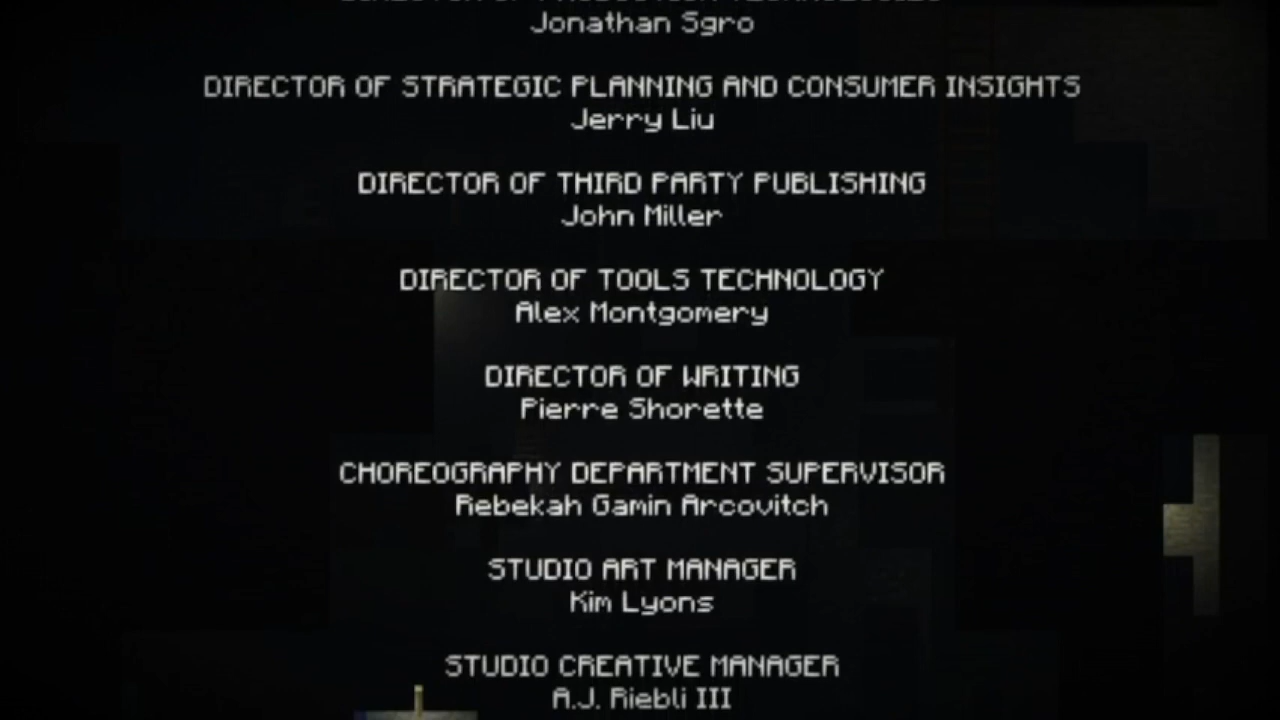 Jonathan Sgro
DIRECTOR OF STRATEGIC PLANNING AND CONSUMER INSIGHTS
Jerry Liu
DIRECTOR OF THIRD PARTY PUBLISHING
John Miller
DIRECTOR OF TOOLS TECHNOLOGY
Alex Montgomery
DIRECTOR OF WRITING
Pierre Shorette
CHOREOGRAPHY DEPARTMENT SUPERVISOR
Rebekah Gamin Arcovitch
STUDIO ART MANAGER
Kim Lyons
STUDIO CREATIVE MANAGER
A.J. Riebli III